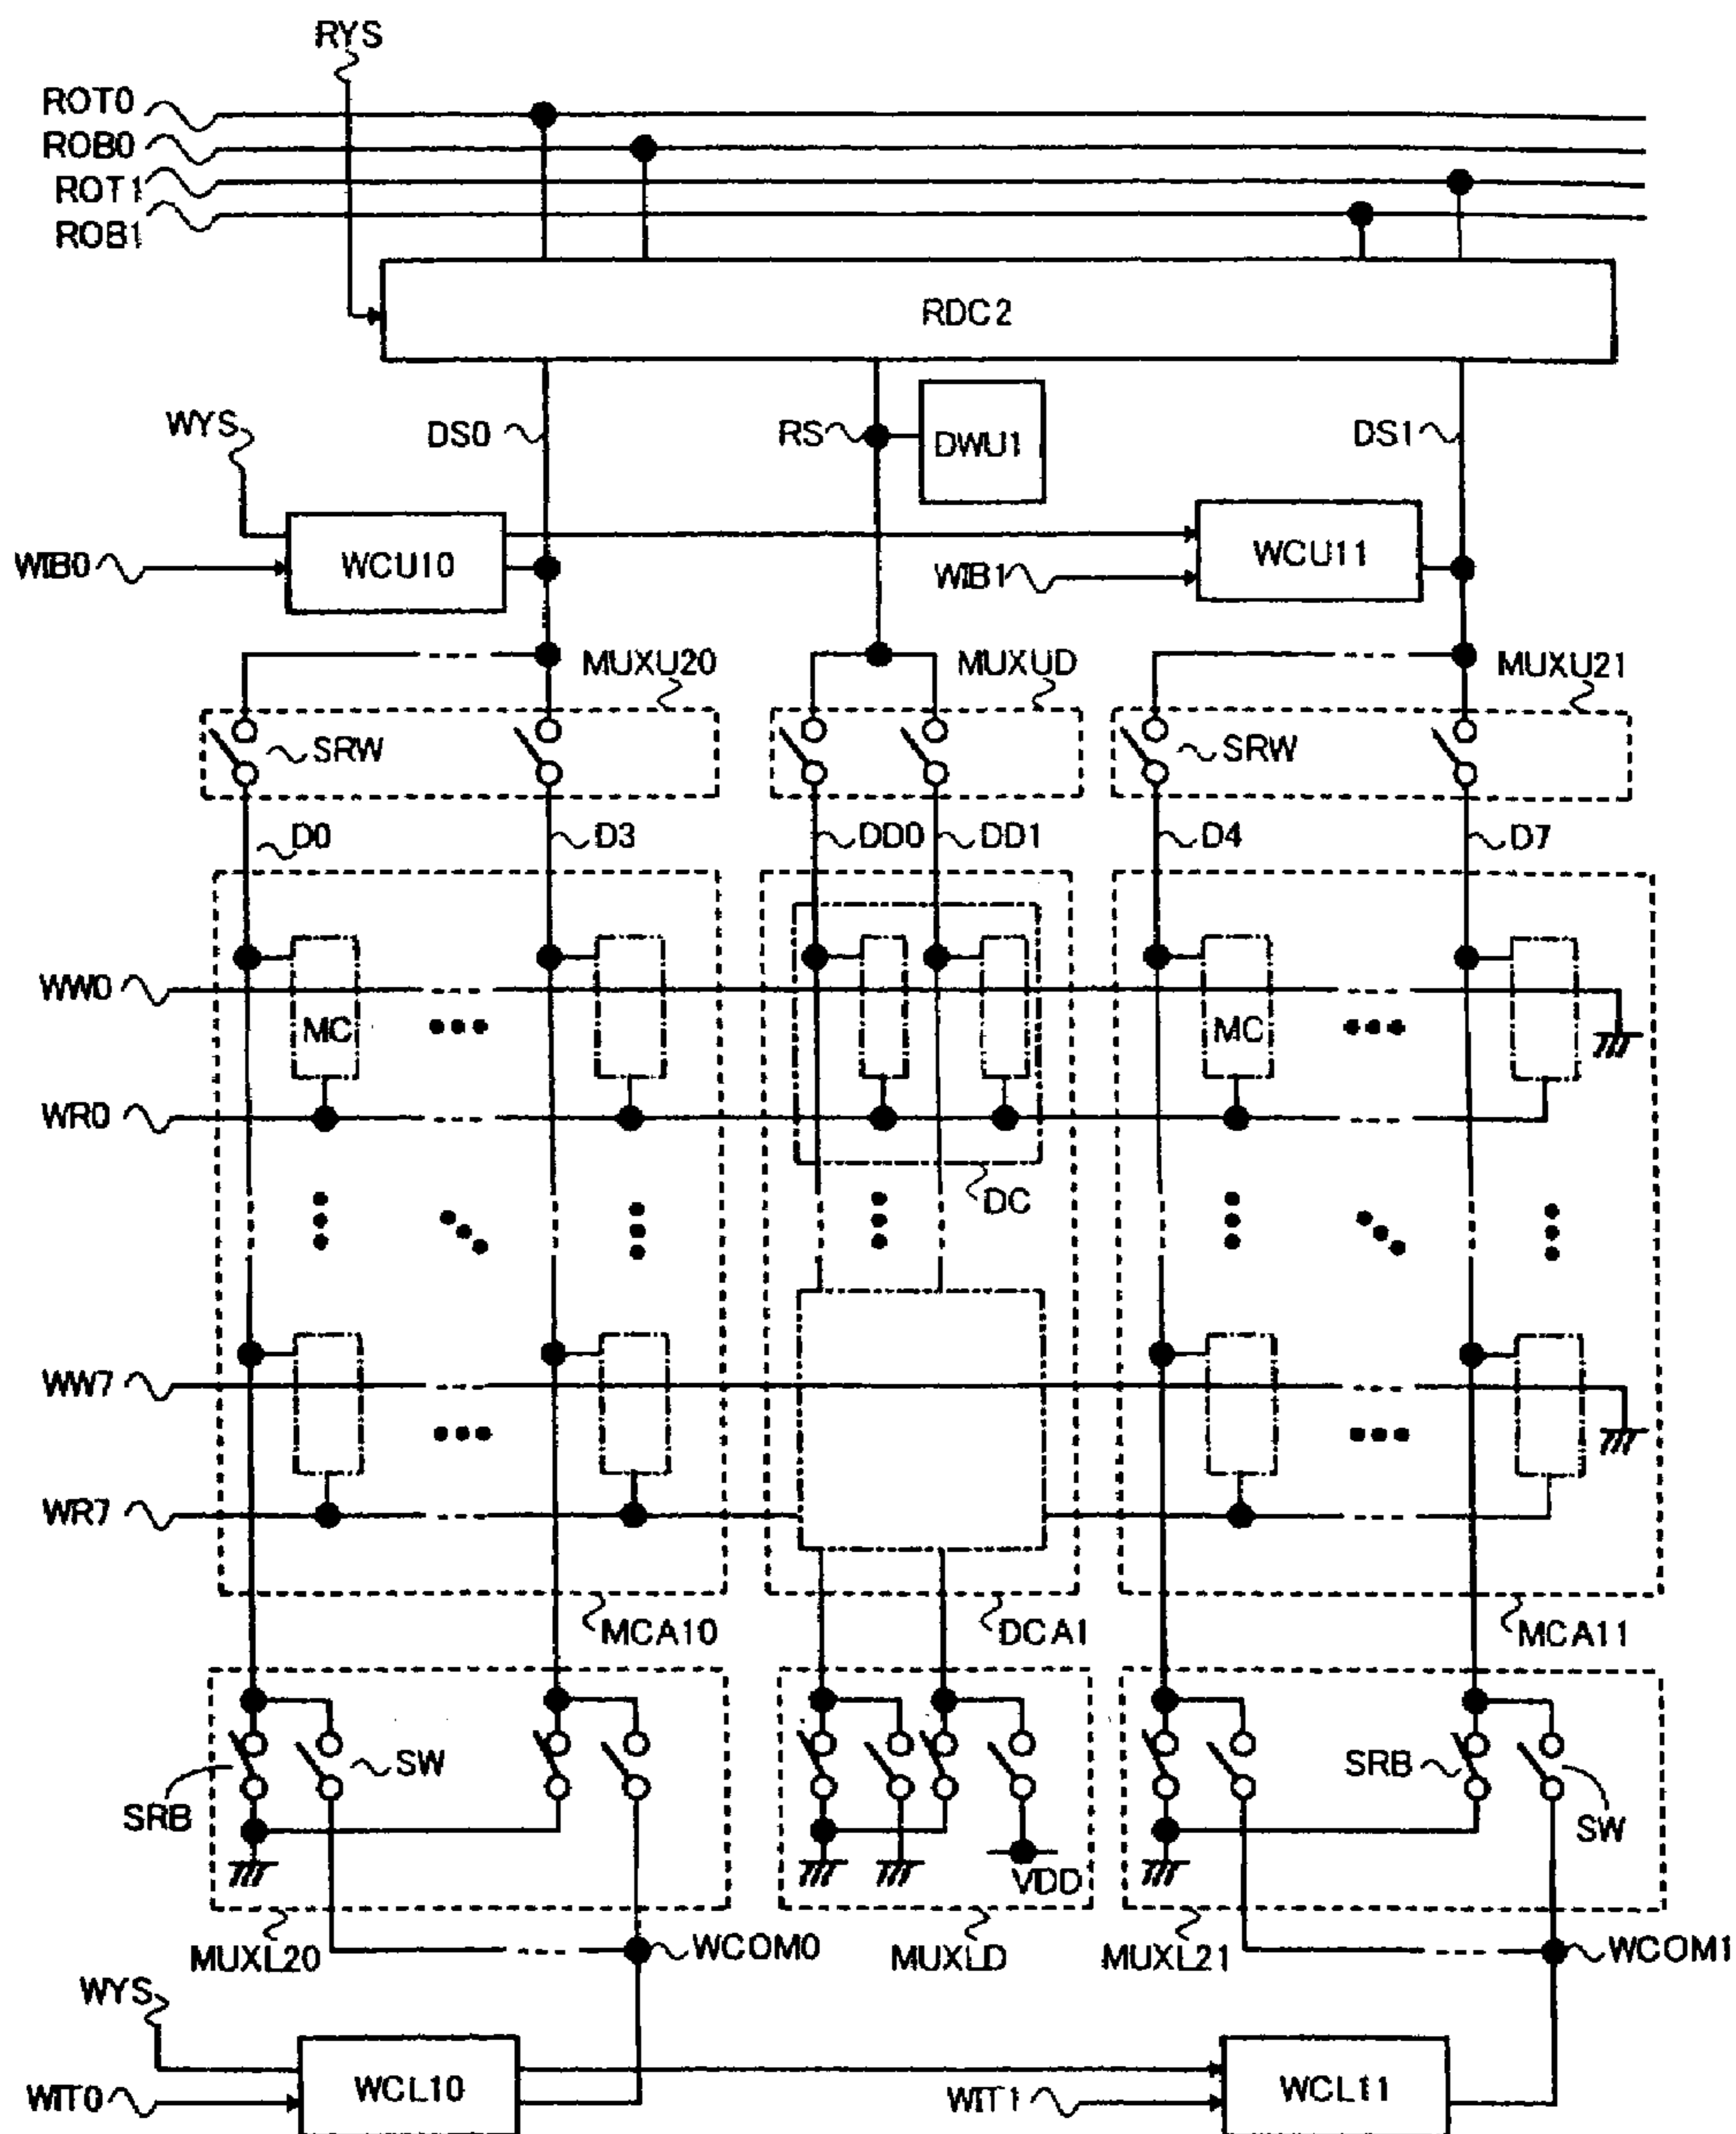 RYS
ROT0
ROB0
ROT1
ROB1
RDC2
WYS
DS0
RS
DWU1
DS1
WIB0
WCU10
WIB1
WCU11
MUXU20
MUXUD
MUXU21
SRW
SRW
D0
D3
DD0
DD1
D4
D7
WW0
MC
MC
WR0
DC
WW7
WR7
MCA10
DCA1
MCA11
SRB
SW
SRB
SW
VDD
MUXL20
WCOM0
MUXLD
MUXL21
WCOM1
WYS
WIT0
WCL10
WIT1
WCL11